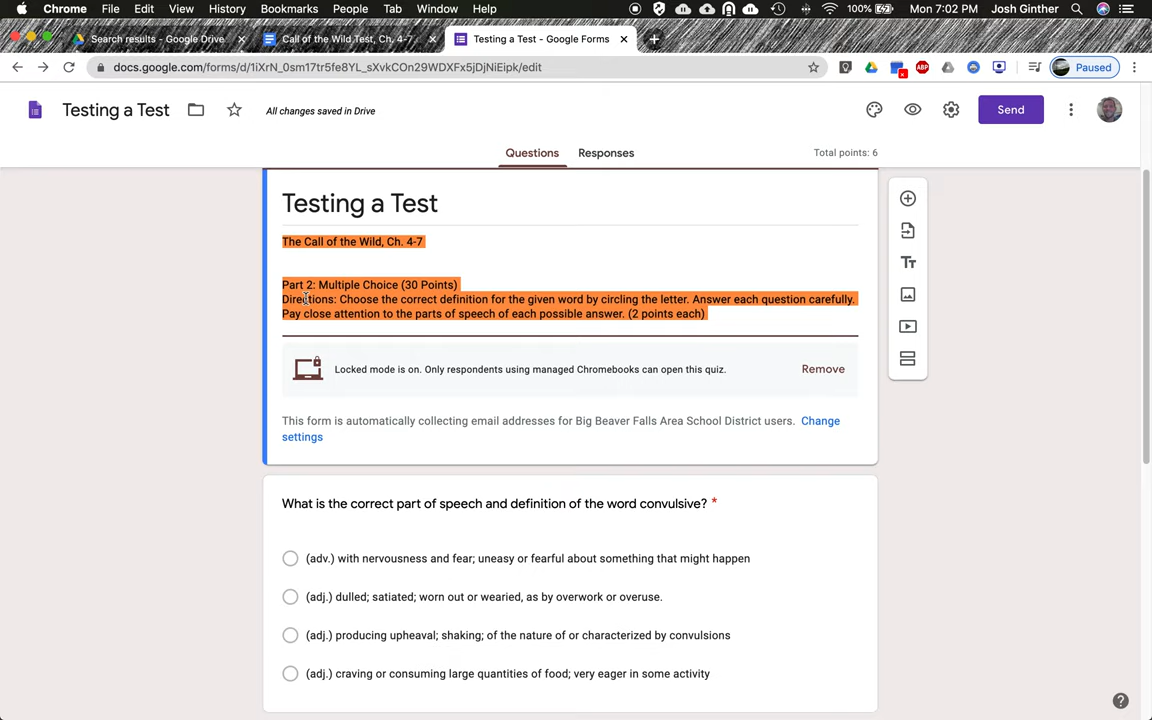 Chrome File Edit View History Bookmarks People Tab Window Help 100% Mon 7:02 PM Josh Ginther
Search results - Google Drive Call of the Wild Test, Ch. 4-7 Testing a Test - Google Forms
docs.google.com/forms/d/1iXrN_0sm17tr5fe8YL_sXvkCOn29WDXFx5jDjNiEipk/edit ABP Paused
Testing a Test All changes saved in Drive Send
Questions Responses Total points: 6
Testing a Test
The Call of the Wild, Ch. 4-7
Part 2: Multiple Choice (30 Points)
Directions: Choose the correct definition for the given word by circling the letter. Answer each question carefully.
Pay close attention to the parts of speech of each possible answer. (2 points each)
Locked mode is on. Only respondents using managed Chromebooks can open this quiz. Remove
This form is automatically collecting email addresses for Big Beaver Falls Area School District users. Change
settings
What is the correct part of speech and definition of the word convulsive? *
(adv.) with nervousness and fear; uneasy or fearful about something that might happen
(adj.) dulled; satiated; worn out or wearied, as by overwork or overuse.
(adj.) producing upheaval; shaking; of the nature of or characterized by convulsions
(adj.) craving or consuming large quantities of food; very eager in some activity